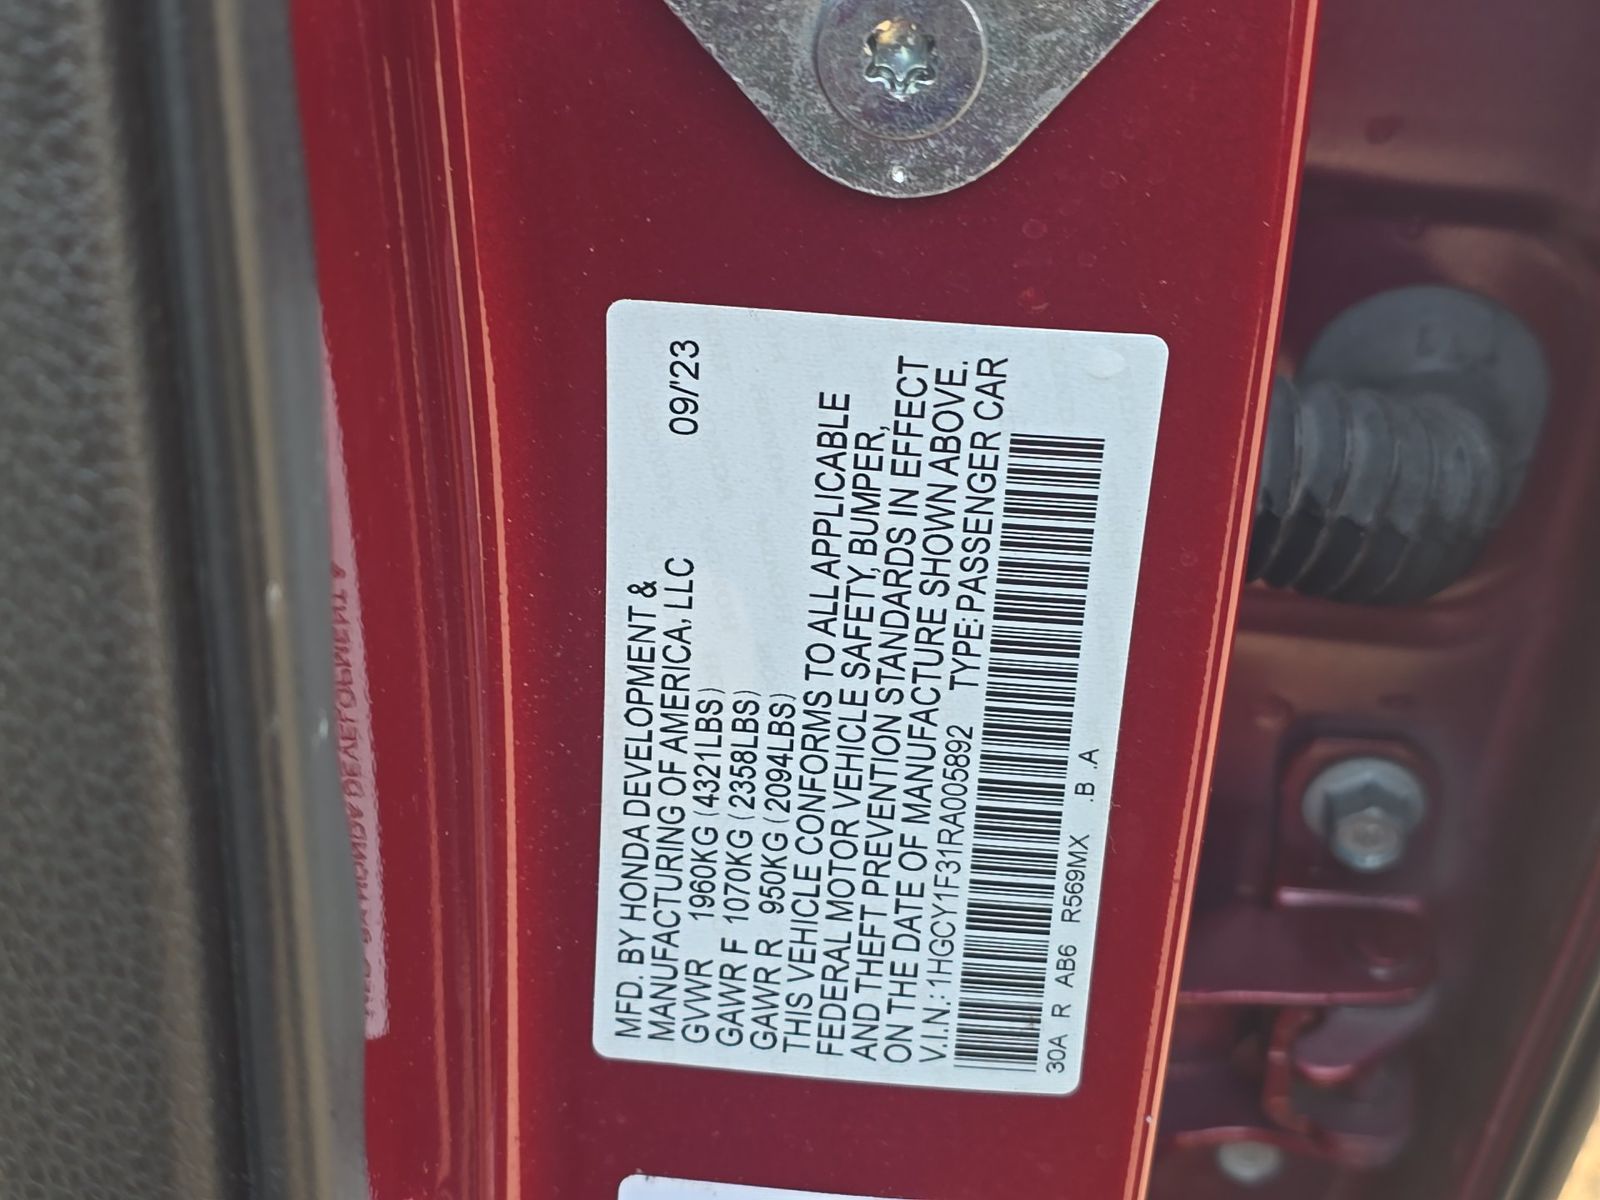 MFD. BY HONDA DEVELOPMENT &
MANUFACTURING OF AMERICA, LLC 09/'23
GVWR 1960KG (4321LBS)
GAWR F 1070KG (2358LBS)
GAWR R 950KG (2094LBS)
THIS VEHICLE CONFORMS TO ALL APPLICABLE
FEDERAL MOTOR VEHICLE SAFETY, BUMPER,
AND THEFT PREVENTION STANDARDS IN EFFECT
ON THE DATE OF MANUFACTURE SHOWN ABOVE.
V.I.N.: 1HGCY1F31RA005892 TYPE: PASSENGER CAR
30A R AB6 R569MX .B .A